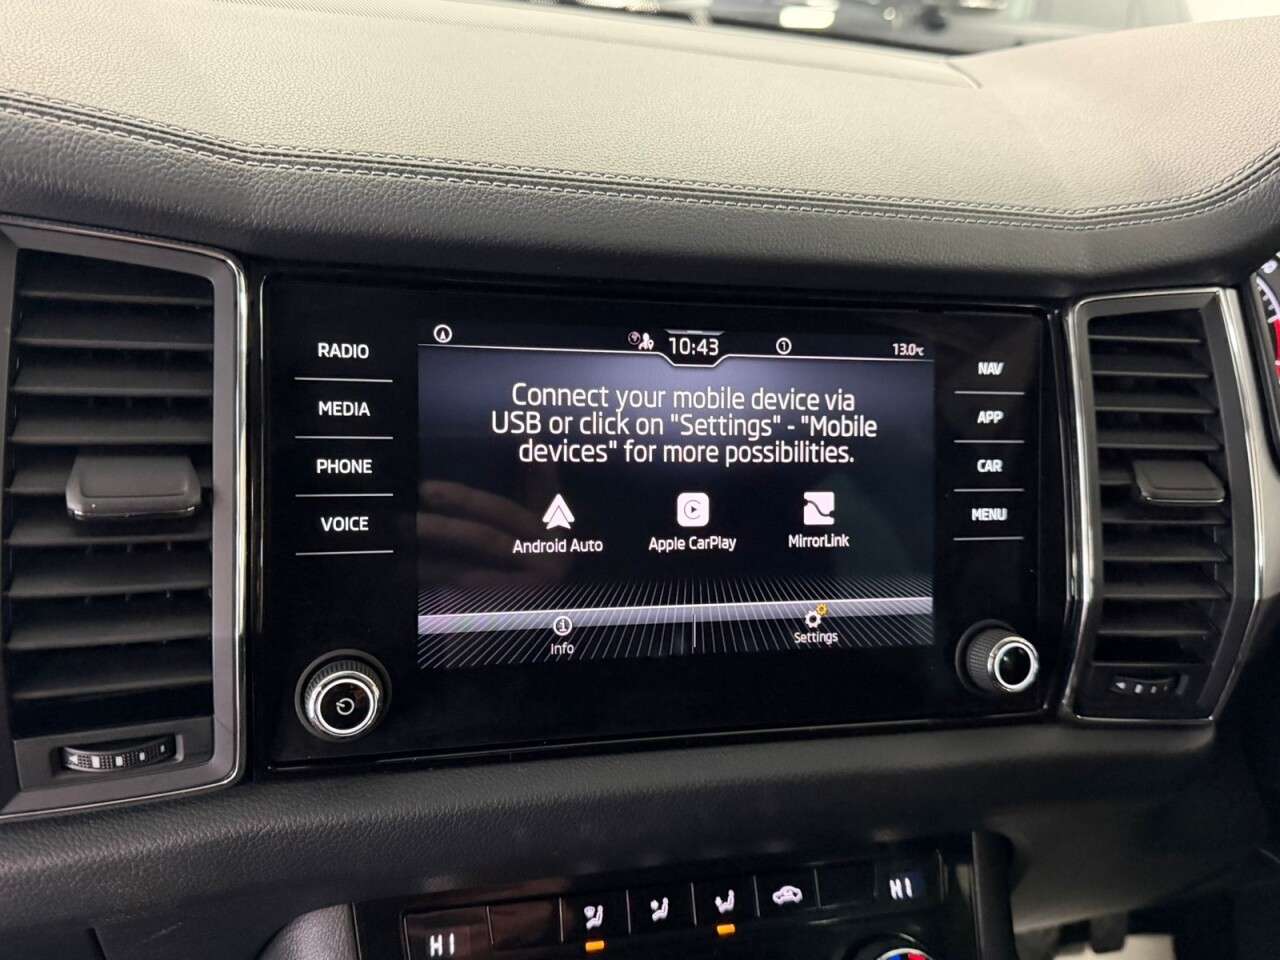 10:43
1
13.0°C
RADIO
MEDIA
PHONE
VOICE
Connect your mobile device via
USB or click on "Settings" - "Mobile
devices" for more possibilities.
Android Auto
Apple CarPlay
MirrorLink
Info
Settings
NAV
APP
CAR
MENU
HI
HI